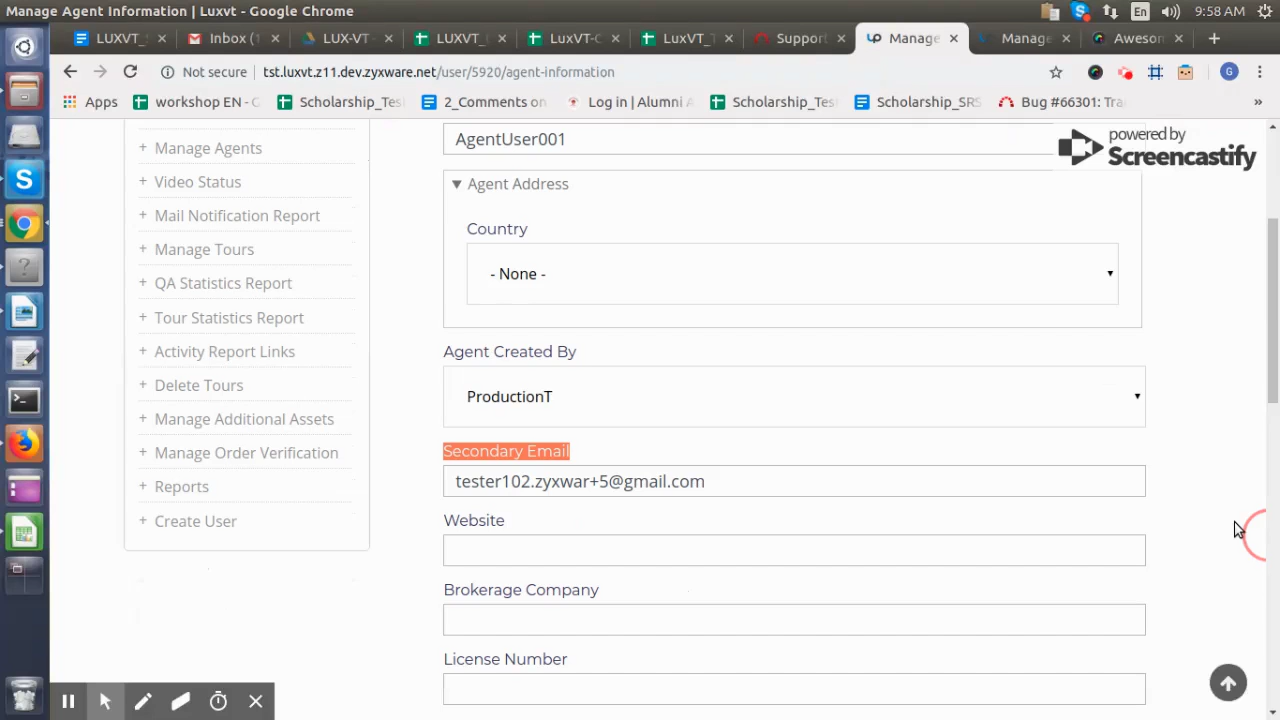 Manage Agent Information | Luxvt - Google Chrome
En
9:58 AM
LUXVT_
Inbox (1
LUX-VT -
LUXVT_
LuxVT-C
LuxVT_T
Support
Manage
Manage
Awesom
Not secure
tst.luxvt.z11.dev.zyxware.net/user/5920/agent-information
G
Apps
workshop EN - C
Scholarship_Tes
2_Comments on
Log in | Alumni A
Scholarship_Tes
Scholarship_SRS
Bug #66301: Tra
»
powered by
Screencastify
AgentUser001
+ Manage Agents
+ Video Status
+ Mail Notification Report
+ Manage Tours
+ QA Statistics Report
+ Tour Statistics Report
+ Activity Report Links
+ Delete Tours
+ Manage Additional Assets
+ Manage Order Verification
+ Reports
+ Create User
Agent Address
Country
- None -
Agent Created By
ProductionT
Secondary Email
tester102.zyxwar+5@gmail.com
Website
Brokerage Company
License Number